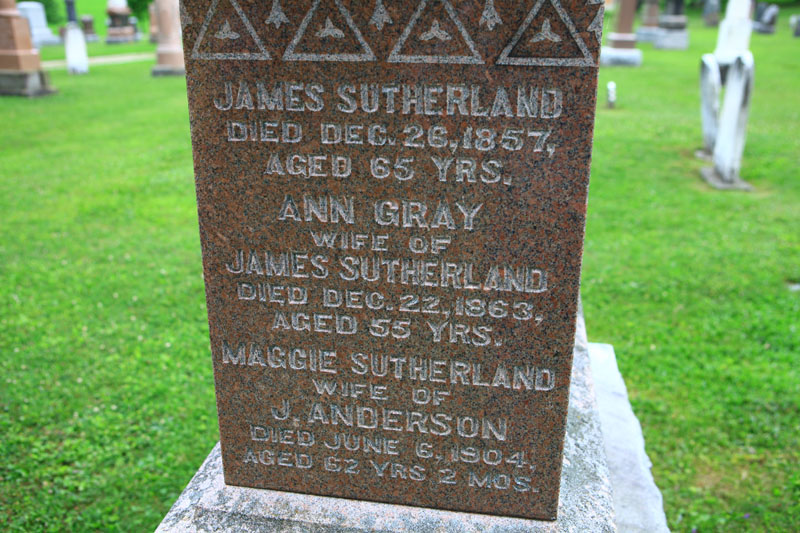 JAMES SUTHERLAND
DIED DEC. 26, 1857,
AGED 65 YRS.
ANN GRAY
WIFE OF
JAMES SUTHERLAND
DIED DEC. 22, 1863,
AGED 55 YRS.
MAGGIE SUTHERLAND
WIFE OF
J. ANDERSON
DIED JUNE 6, 1904,
AGED 62 YRS 2 MOS.